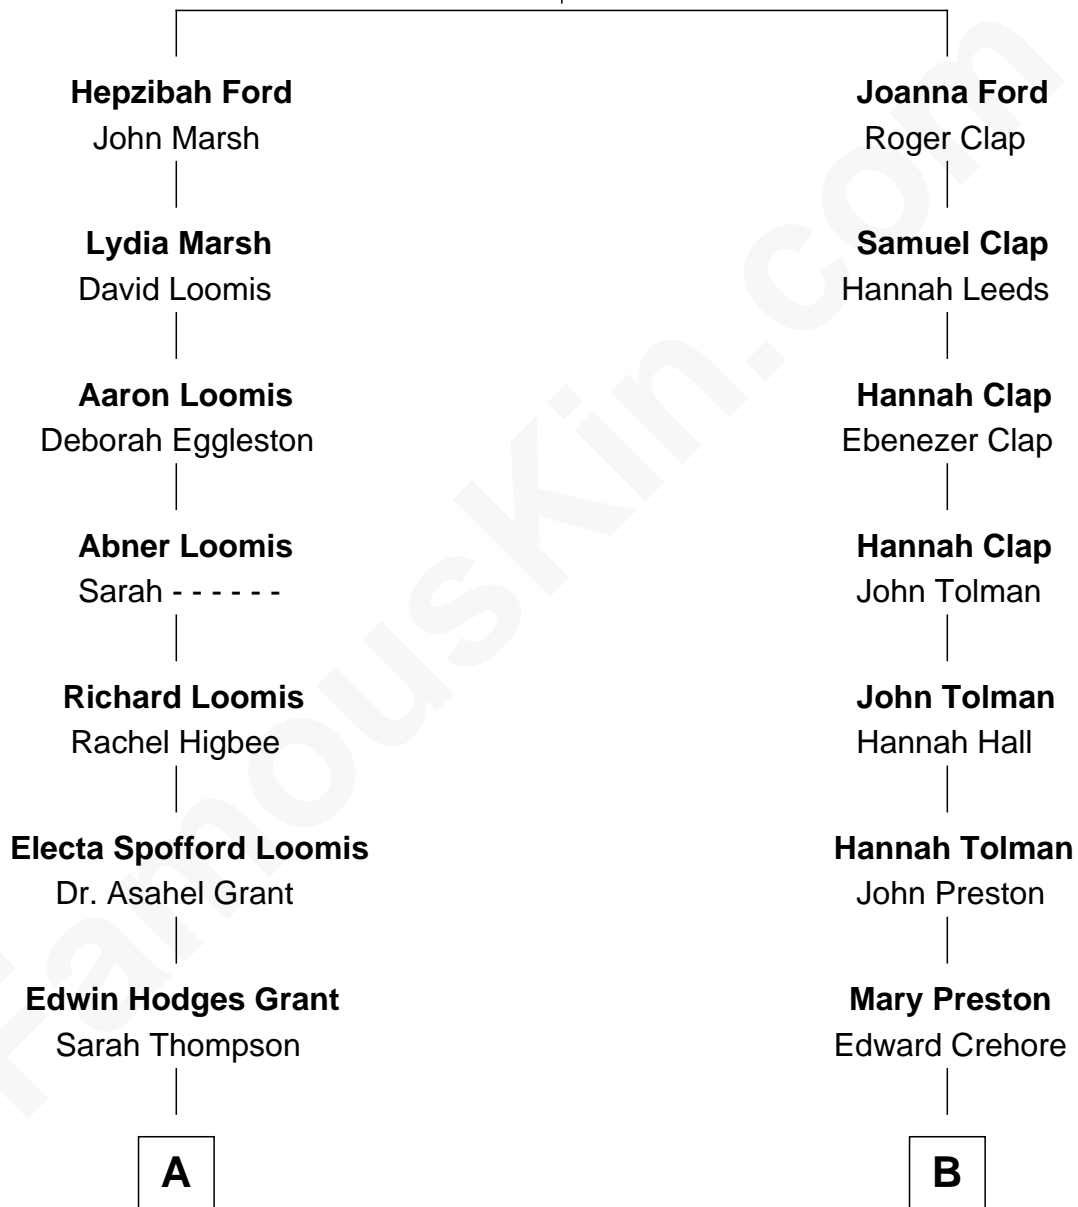 Hepzibah Ford
John Marsh
Joanna Ford
Roger Clap
Lydia Marsh
David Loomis
Samuel Clap
Hannah Leeds
Aaron Loomis
Deborah Eggleston
Hannah Clap
Ebenezer Clap
Abner Loomis
Sarah - - - - - -
Hannah Clap
John Tolman
Richard Loomis
Rachel Higbee
John Tolman
Hannah Hall
Electa Spofford Loomis
Dr. Asahel Grant
Hannah Tolman
John Preston
Edwin Hodges Grant
Sarah Thompson
Mary Preston
Edward Crehore
A
B
FamousKin.com